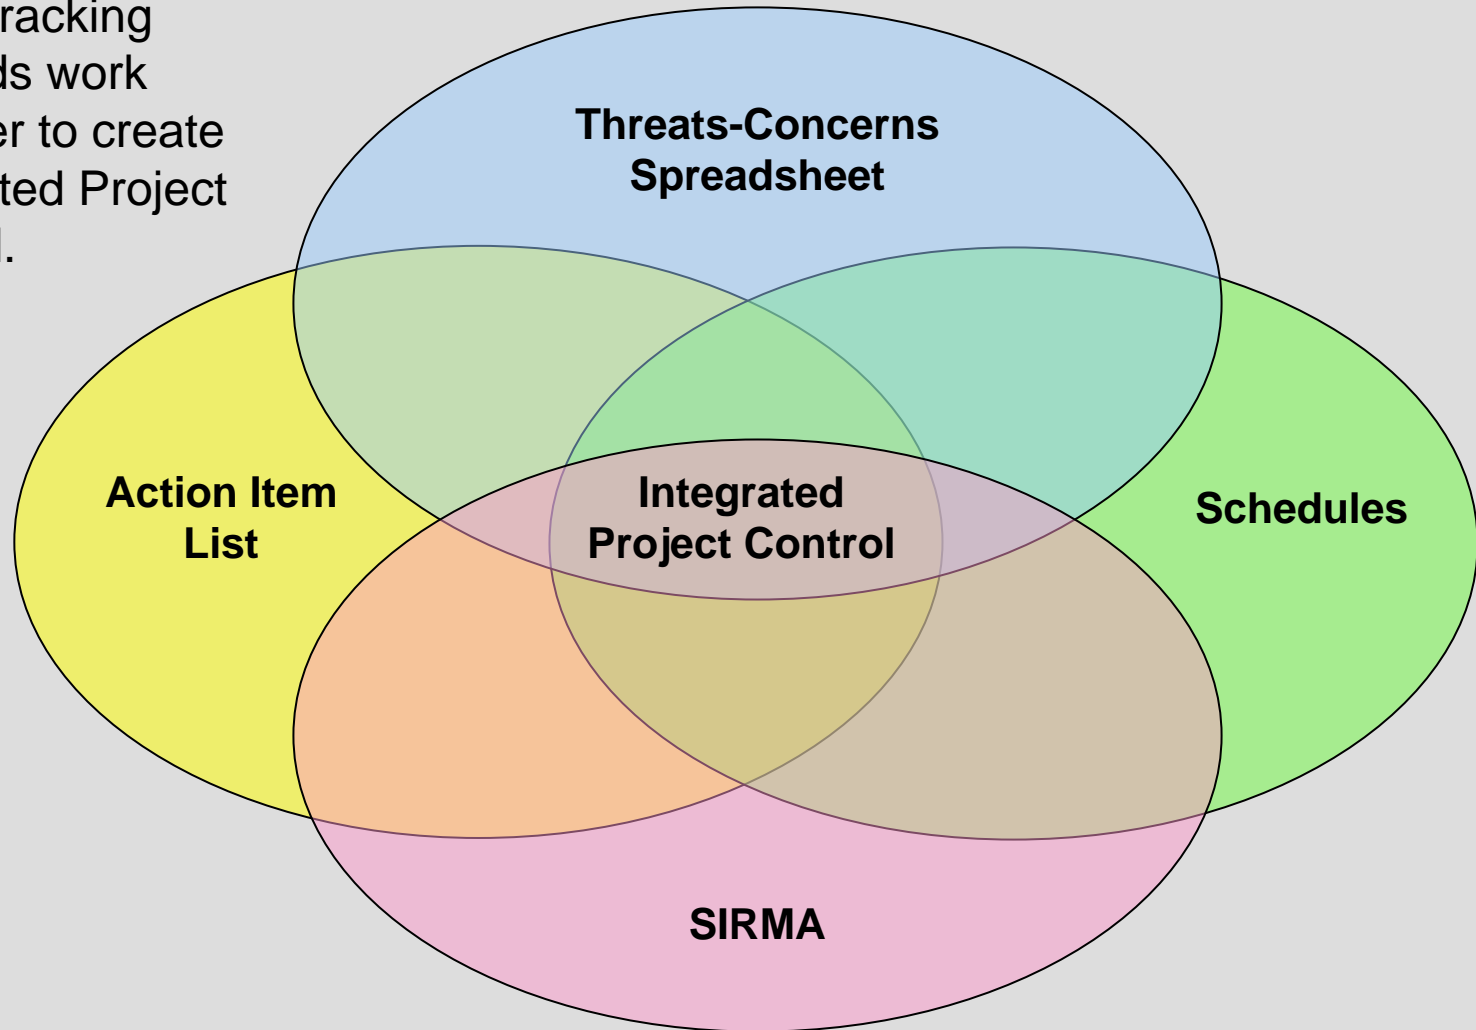 racking
ds work
er to create
ted Project
l.
Threats-Concerns
Spreadsheet
Action Item
List
Integrated
Project Control
Schedules
SIRMA